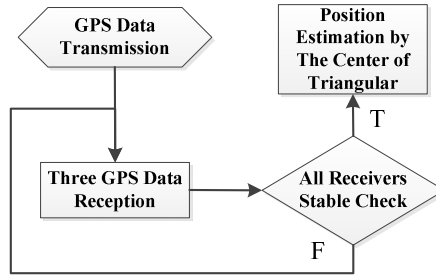 GPS Data
Transmission
Position
Estimation by
The Center of
Triangular
T
Three GPS Data
Reception
All Receivers
Stable Check
F